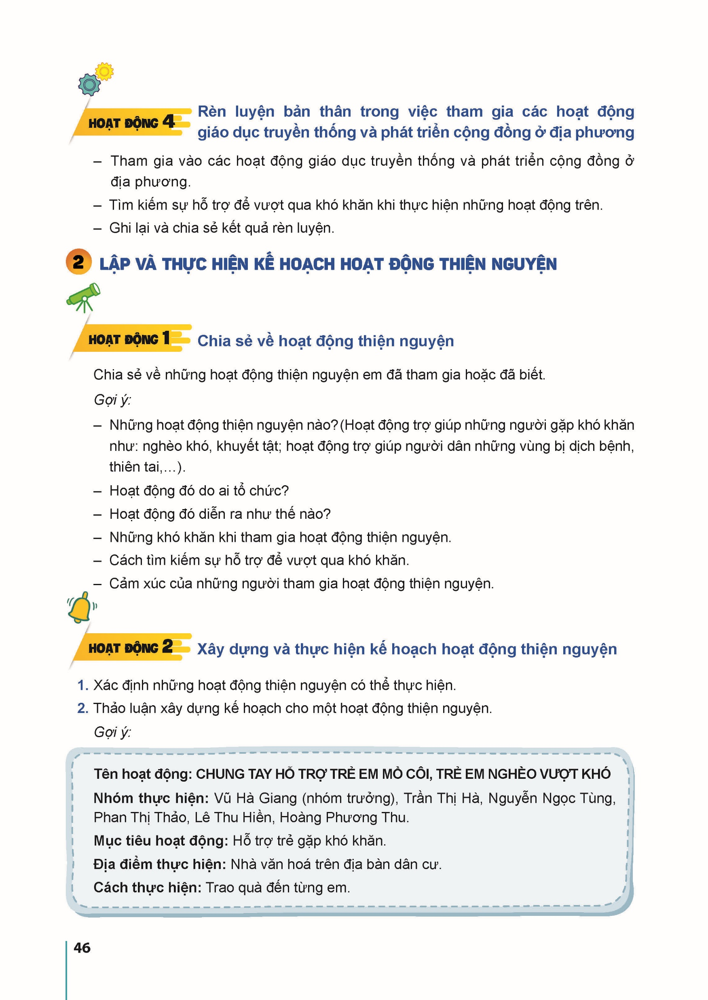 HOẠT ĐỘNG 4
Rèn luyện bản thân trong việc tham gia các hoạt động
giáo dục truyền thống và phát triển cộng đồng ở địa phương
– Tham gia vào các hoạt động giáo dục truyền thống và phát triển cộng đồng ở
địa phương.
– Tìm kiếm sự hỗ trợ để vượt qua khó khăn khi thực hiện những hoạt động trên.
– Ghi lại và chia sẻ kết quả rèn luyện.
2 LẬP VÀ THỰC HIỆN KẾ HOẠCH HOẠT ĐỘNG THIỆN NGUYỆN
HOẠT ĐỘNG 1 Chia sẻ về hoạt động thiện nguyện
Chia sẻ về những hoạt động thiện nguyện em đã tham gia hoặc đã biết.
Gợi ý:
– Những hoạt động thiện nguyện nào? (Hoạt động trợ giúp những người gặp khó khăn
như: nghèo khó, khuyết tật; hoạt động trợ giúp người dân những vùng bị dịch bệnh,
thiên tai,...).
– Hoạt động đó do ai tổ chức?
– Hoạt động đó diễn ra như thế nào?
– Những khó khăn khi tham gia hoạt động thiện nguyện.
– Cách tìm kiếm sự hỗ trợ để vượt qua khó khăn.
– Cảm xúc của những người tham gia hoạt động thiện nguyện.
HOẠT ĐỘNG 2 Xây dựng và thực hiện kế hoạch hoạt động thiện nguyện
1. Xác định những hoạt động thiện nguyện có thể thực hiện.
2. Thảo luận xây dựng kế hoạch cho một hoạt động thiện nguyện.
Gợi ý:
Tên hoạt động: CHUNG TAY HỖ TRỢ TRẺ EM MỒ CÔI, TRẺ EM NGHÈO VƯỢT KHÓ
Nhóm thực hiện: Vũ Hà Giang (nhóm trưởng), Trần Thị Hà, Nguyễn Ngọc Tùng,
Phan Thị Thảo, Lê Thu Hiền, Hoàng Phương Thu.
Mục tiêu hoạt động: Hỗ trợ trẻ gặp khó khăn.
Địa điểm thực hiện: Nhà văn hoá trên địa bàn dân cư.
Cách thực hiện: Trao quà đến từng em.
46